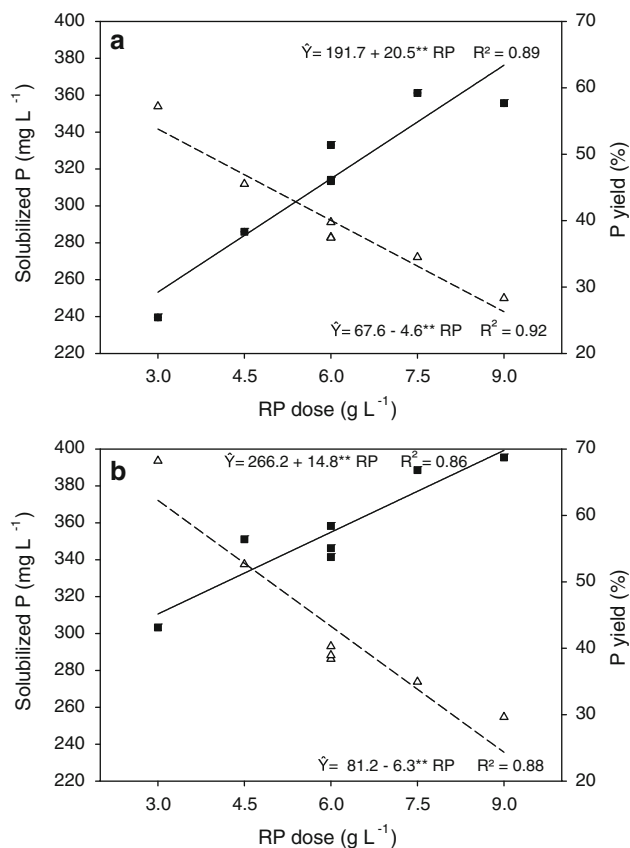 a
Ŷ= 191.7 + 20.5** RP R² = 0.89
Ŷ= 67.6 - 4.6** RP R² = 0.92
Solubilized P (mg L⁻¹)
400
380
360
340
320
300
280
260
240
220
P yield (%)
70
60
50
40
30
20
3.0 4.5 6.0 7.5 9.0
RP dose (g L⁻¹)
b
Ŷ= 266.2 + 14.8** RP R² = 0.86
Ŷ= 81.2 - 6.3** RP R² = 0.88
Solubilized P (mg L⁻¹)
400
380
360
340
320
300
280
260
240
220
P yield (%)
70
60
50
40
30
20
3.0 4.5 6.0 7.5 9.0
RP dose (g L⁻¹)